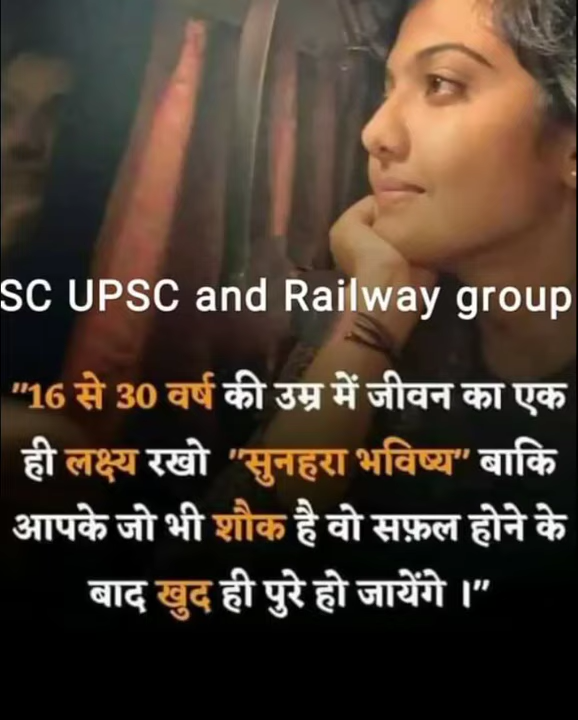 SC UPSC and Railway group
"16 से 30 वर्ष की उम्र में जीवन का एक
ही लक्ष्य रखो "सुनहरा भविष्य" बाकि
आपके जो भी शौक है वो सफ़ल होने के
बाद खुद ही पुरे हो जायेंगे ।"